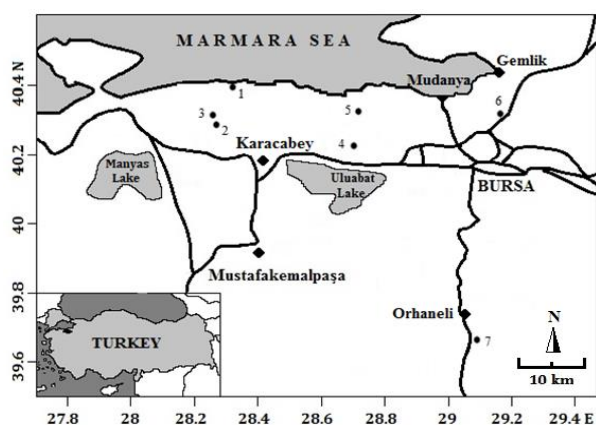 MARMARA SEA
Gemlik
Mudanya
40.4N
1
3
2
5
6
4
Karacabey
40.2
Manyas
Lake
Uluabat
Lake
BURSA
40
Mustafakemalpaşa
39.8
Orhaneli
TURKEY
7
N
10 km
39.6
27.8
28
28.2
28.4
28.6
28.8
29
29.2
29.4 E